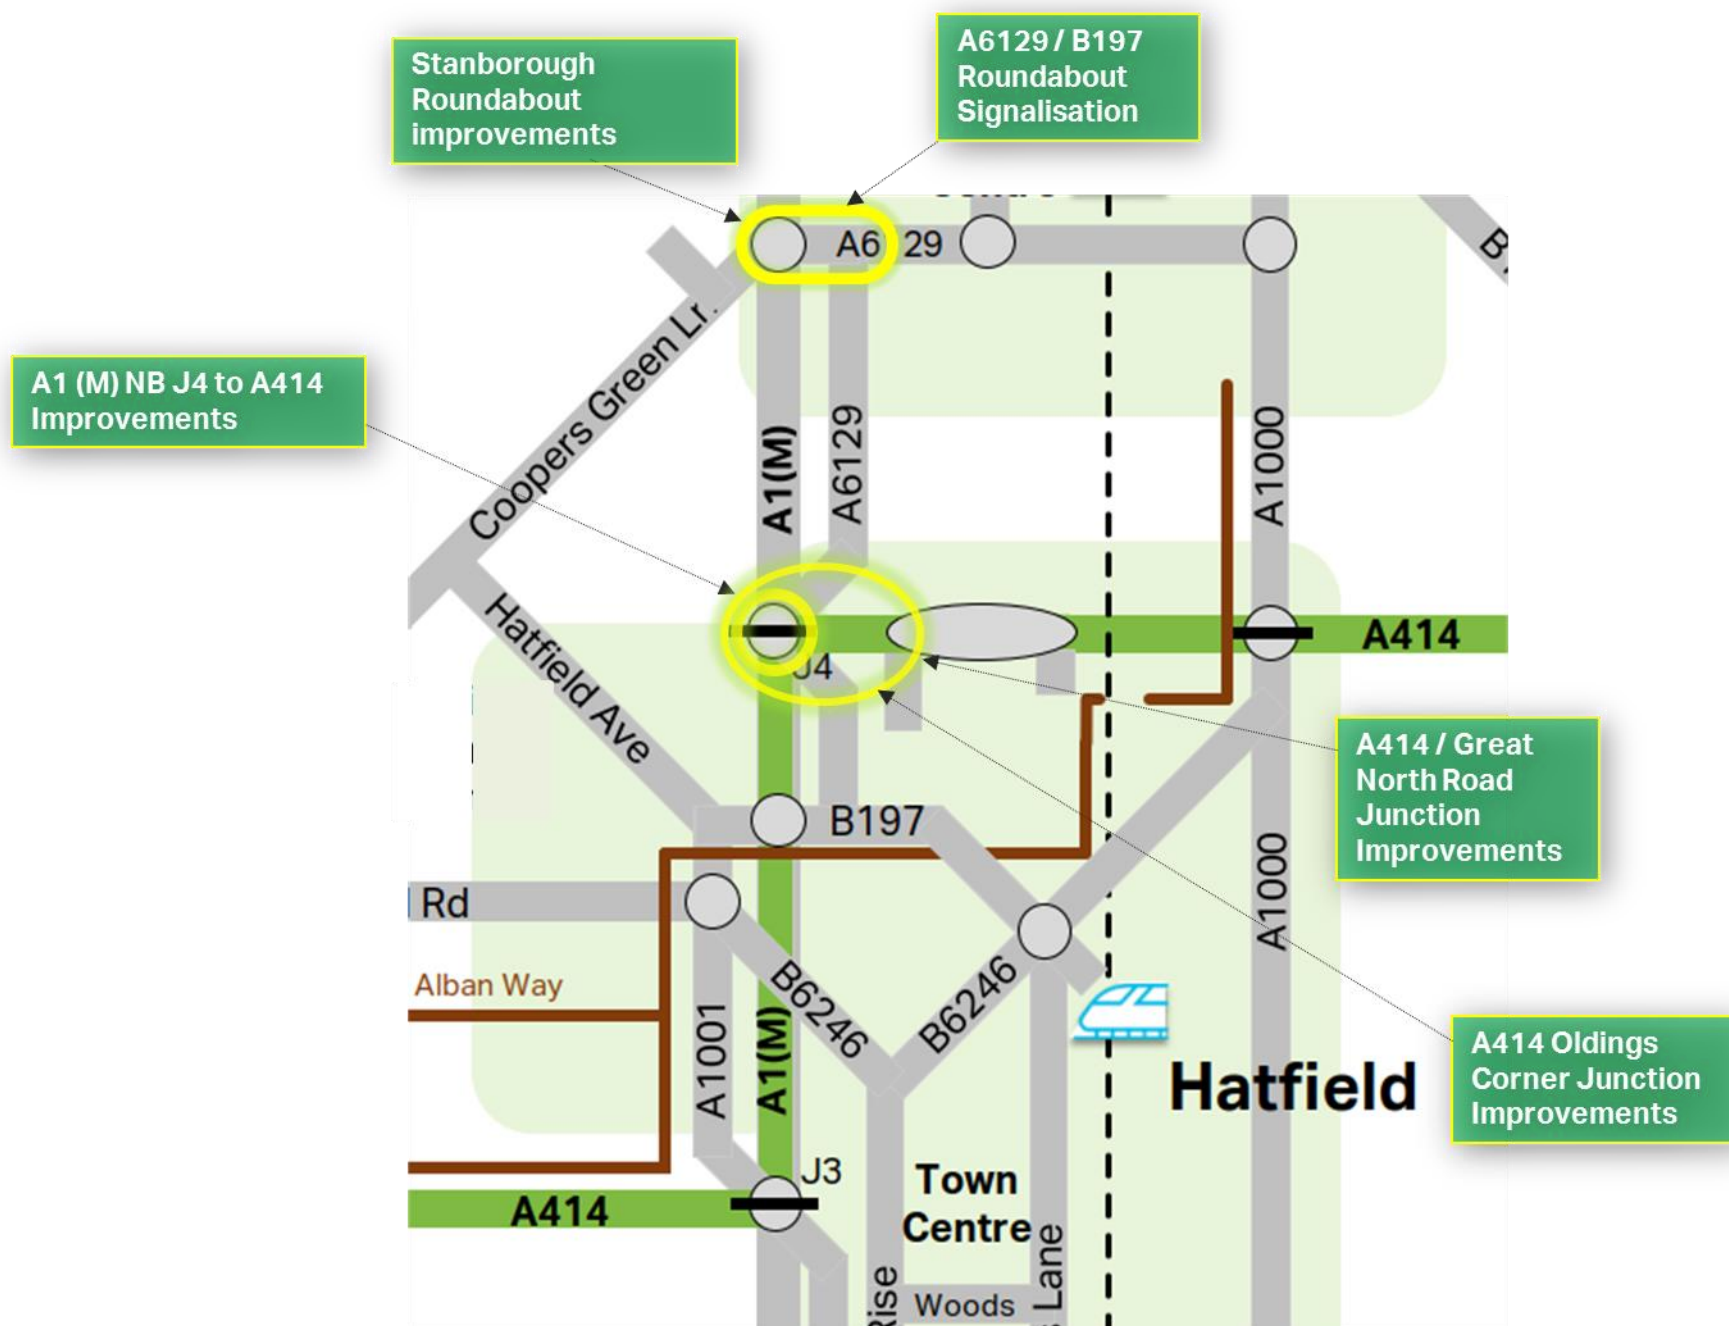 Stanborough
Roundabout
improvements
A6129 / B197
Roundabout
Signalisation
A6 29
Coopers Green
A1 (M) NB J4 to A414
Improvements
A1(M)
A6129
A1000
A414
J4
Hatfield Ave
A414 / Great
North Road
Junction
Improvements
B197
Rd
A1000
Alban Way
B6246
B6246
A1001
A1(M)
Hatfield
A414 Oldings
Corner Junction
Improvements
J3
Town
Centre
A414
Rise
Woods
Lane